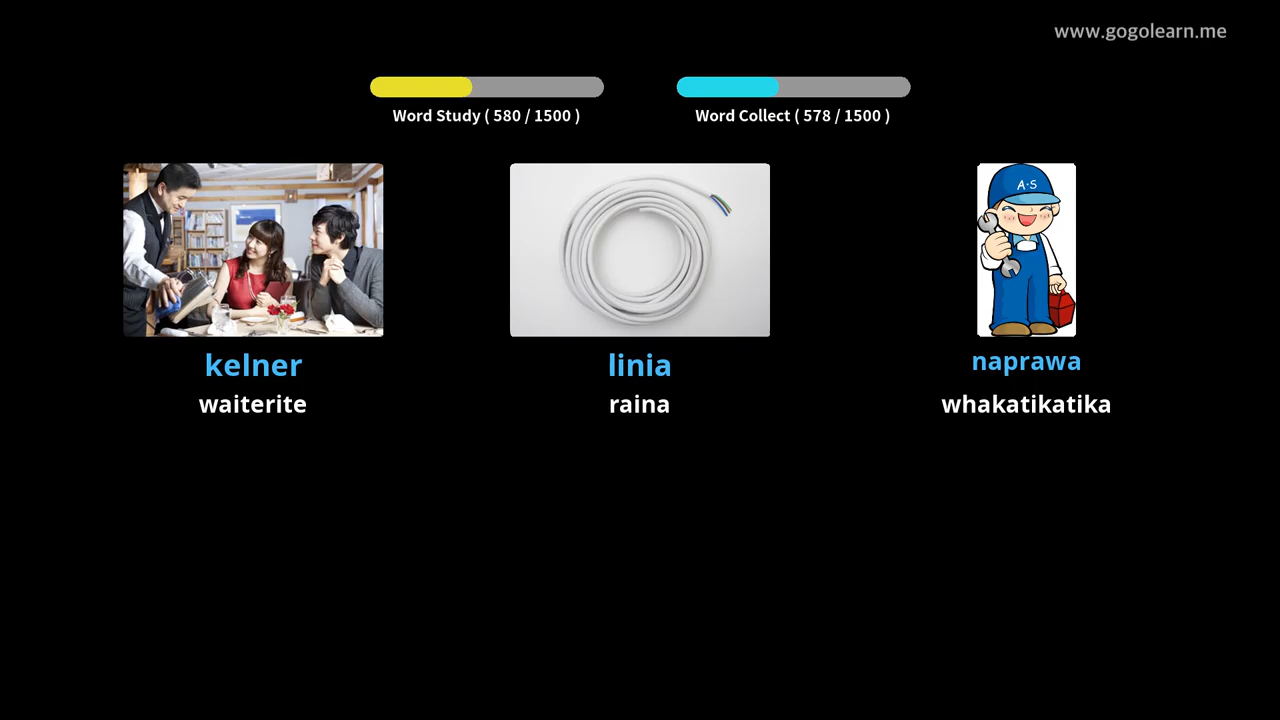 www.gogolearn.me
Word Study ( 580 / 1500 )
Word Collect ( 578 / 1500 )
A·S
kelner
linia
naprawa
waiterite
raina
whakatikatika